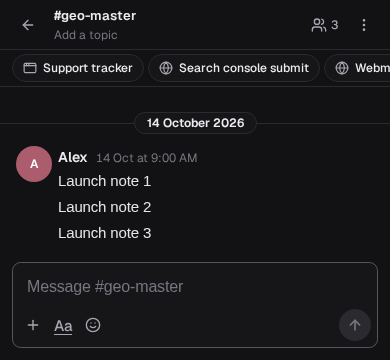 #geo-master
Add a topic
3
Support tracker
Search console submit
Webm
14 October 2026
A
Alex 14 Oct at 9:00 AM
Launch note 1
Launch note 2
Launch note 3
Message #geo-master
Aa